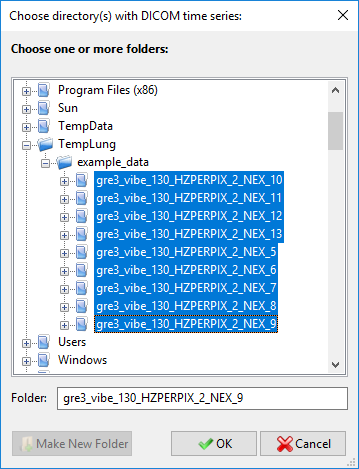 Choose directory(s) with DICOM time series:
Choose one or more folders:
Program Files (x86)
Sun
TempData
TempLung
example_data
gre3_vibe_130_HZPERPIX_2_NEX_10
gre3_vibe_130_HZPERPIX_2_NEX_11
gre3_vibe_130_HZPERPIX_2_NEX_12
gre3_vibe_130_HZPERPIX_2_NEX_13
gre3_vibe_130_HZPERPIX_2_NEX_5
gre3_vibe_130_HZPERPIX_2_NEX_6
gre3_vibe_130_HZPERPIX_2_NEX_7
gre3_vibe_130_HZPERPIX_2_NEX_8
gre3_vibe_130_HZPERPIX_2_NEX_9
Users
Windows
Folder: gre3_vibe_130_HZPERPIX_2_NEX_9
Make New Folder OK Cancel